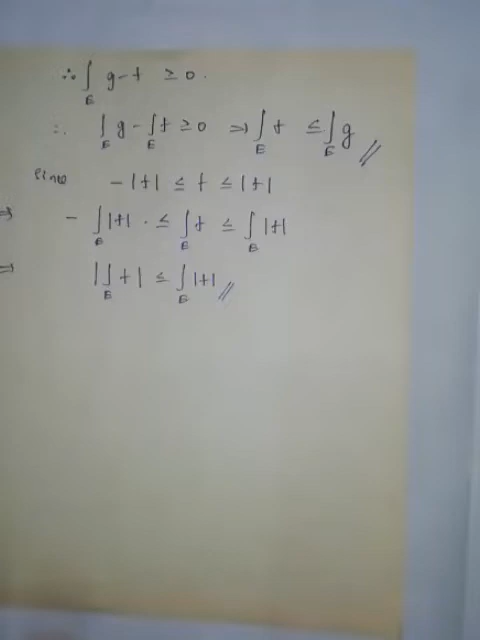 ∴ ∫_E g-f ≥ 0.
∴ ∫_E g - ∫_E f ≥ 0 ⇒ ∫_E f ≤ ∫_E g //
Since -|f| ≤ f ≤ |f|
⇒ - ∫_E |f| . ≤ ∫_E f ≤ ∫_E |f|
⇒ |∫_E f| ≤ ∫_E |f| //